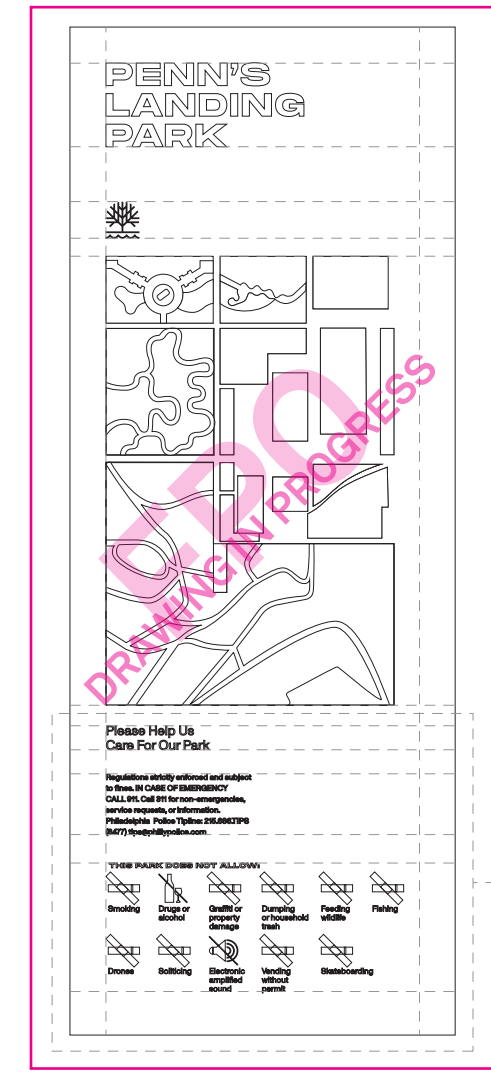 PENN'S
LANDING
PARK
FPO
DRAWING IN PROGRESS
Please Help Us
Care For Our Park
Regulations strictly enforced and subject
to fines. IN CASE OF EMERGENCY
CALL 911. Call 311 for non-emergencies,
service requests, or information.
Philadelphia Police Tipline: 215.686.TIPS
(8477) tips@phillypolice.com
THIS PARK DOES NOT ALLOW:
Smoking
Drugs or
alcohol
Graffiti or
property
damage
Dumping
or household
trash
Feeding
wildlife
Fishing
Drones
Soliticing
Electronic
amplified
sound
Vending
without
permit
Skateboarding